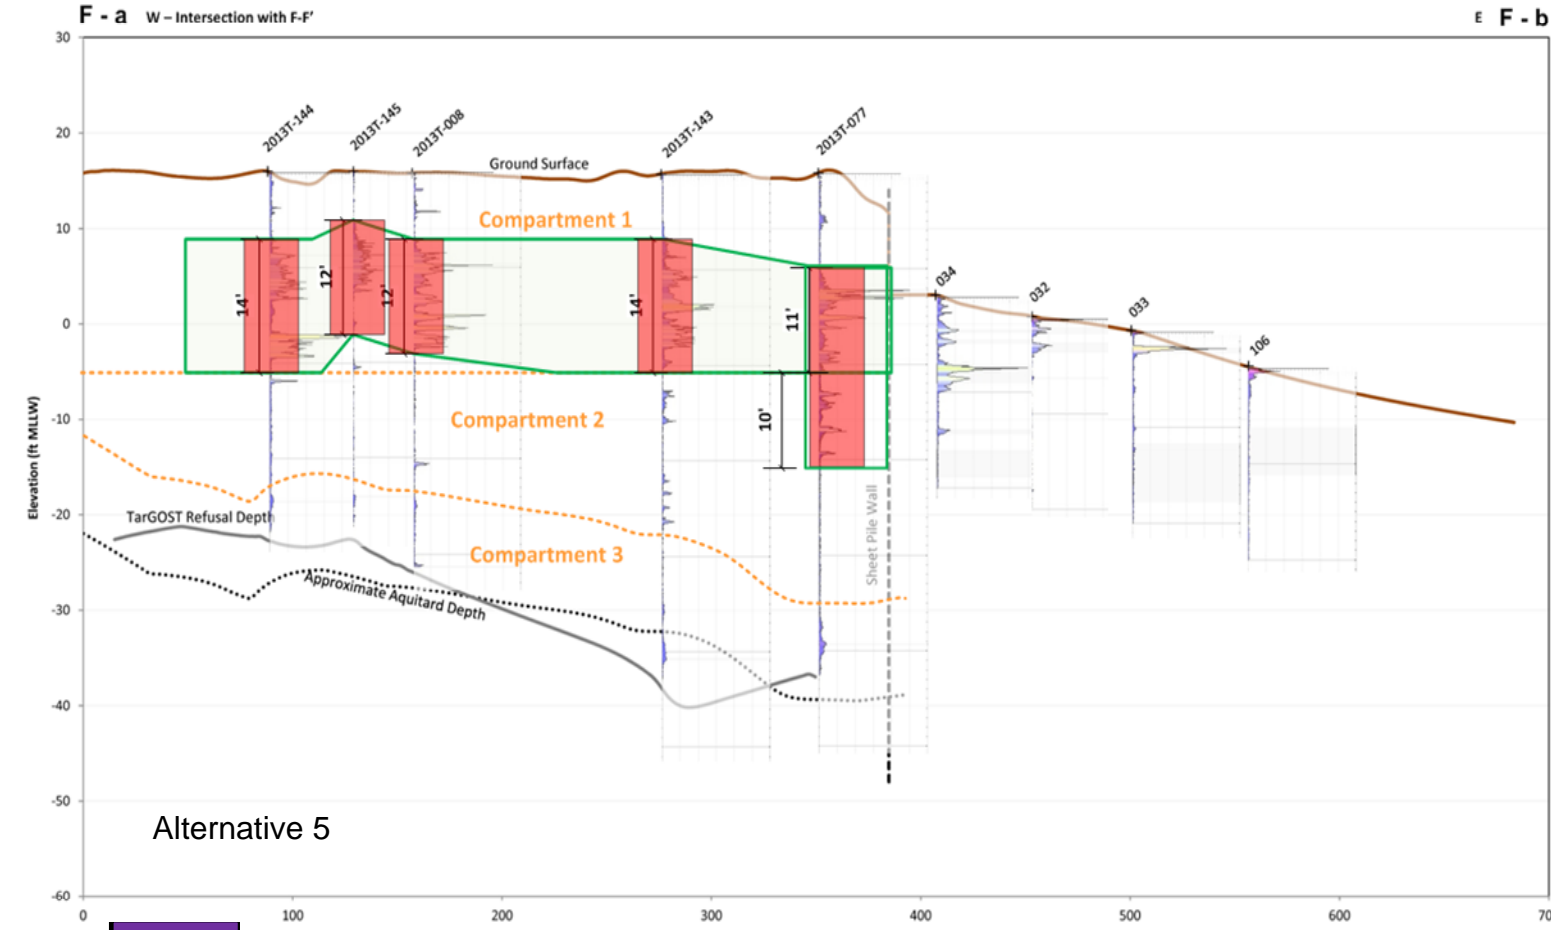 F - a W – Intersection with F-F'
E F - b
30
20
10
0
-10
-20
-30
-40
-50
-60
Elevation (ft MLLW)
2013T-144
2013T-145
2013T-008
2013T-143
2013T-077
034
032
033
106
Ground Surface
Compartment 1
14'
12'
12'
14'
11'
10'
Compartment 2
TarGOST Refusal Depth
Compartment 3
Approximate Aquitard Depth
Sheet Pile Wall
Alternative 5
0
100
200
300
400
500
600
70